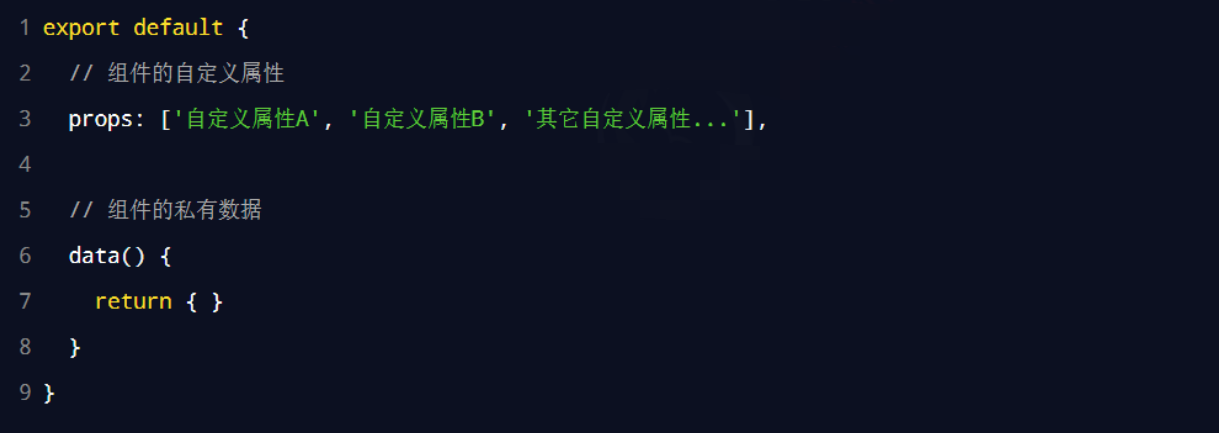 1 export default {
2   // 组件的自定义属性
3   props: ['自定义属性A', '自定义属性B', '其它自定义属性...'],
4
5   // 组件的私有数据
6   data() {
7     return { }
8   }
9 }